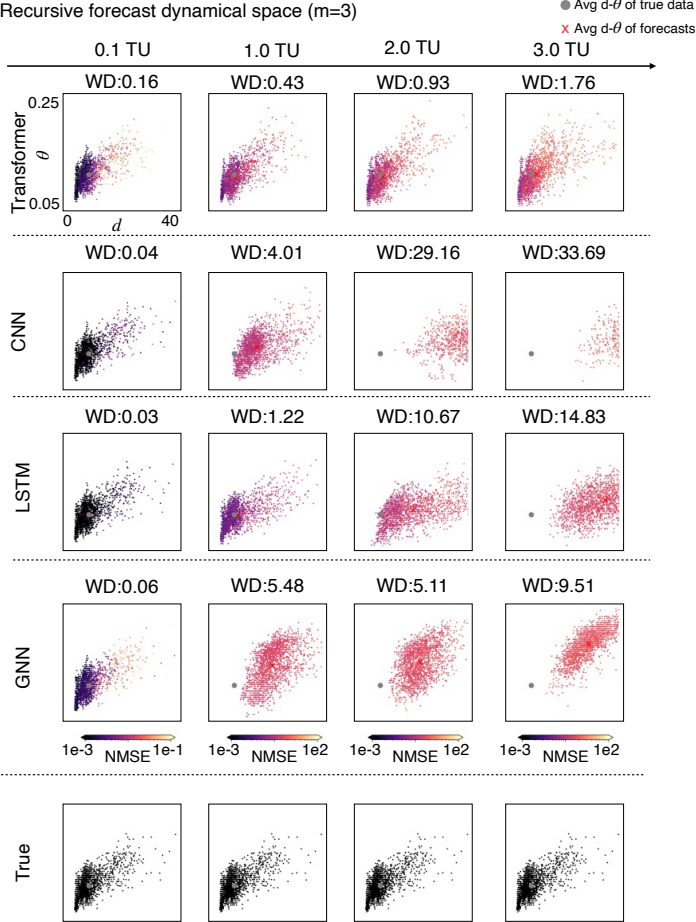 Recursive forecast dynamical space (m=3)
Avg d-θ of true data
x Avg d-θ of forecasts
0.1 TU 1.0 TU 2.0 TU 3.0 TU
WD:0.16 WD:0.43 WD:0.93 WD:1.76
Transformer
0.25
θ
0.05
0 d 40
WD:0.04 WD:4.01 WD:29.16 WD:33.69
CNN
WD:0.03 WD:1.22 WD:10.67 WD:14.83
LSTM
WD:0.06 WD:5.48 WD:5.11 WD:9.51
GNN
1e-3 NMSE 1e-1 1e-3 NMSE 1e2 1e-3 NMSE 1e2 1e-3 NMSE 1e2
True